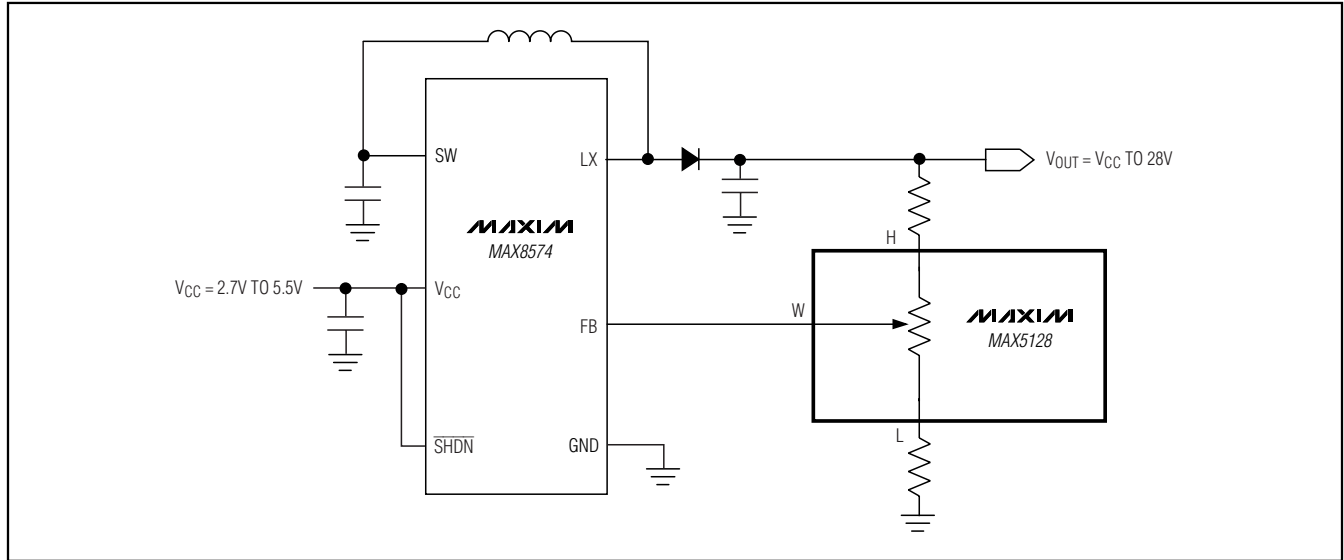 SW
LX
V_OUT = V_CC TO 28V
MAXIM
MAX8574
H
V_CC = 2.7V TO 5.5V
V_CC
FB
W
MAXIM
MAX5128
SHDN
GND
L